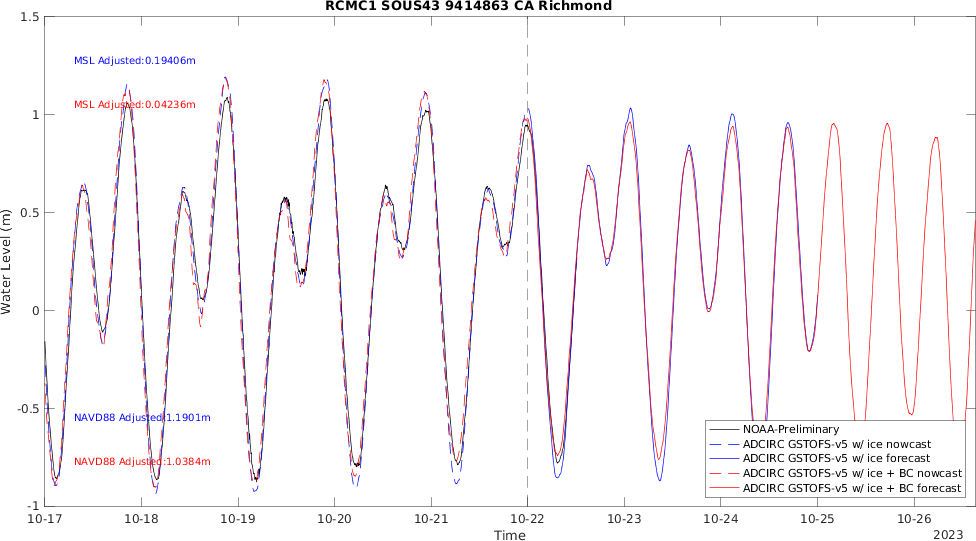 RCMC1 SOUS43 9414863 CA Richmond
1.5
1
0.5
0
-0.5
-1
Water Level (m)
MSL Adjusted:0.19406m
MSL Adjusted:0.04236m
NAVD88 Adjusted:1.1901m
NAVD88 Adjusted:1.0384m
NOAA-Preliminary
ADCIRC GSTOFS-v5 w/ ice nowcast
ADCIRC GSTOFS-v5 w/ ice forecast
ADCIRC GSTOFS-v5 w/ ice + BC nowcast
ADCIRC GSTOFS-v5 w/ ice + BC forecast
10-17 10-18 10-19 10-20 10-21 10-22 10-23 10-24 10-25 10-26
Time
2023